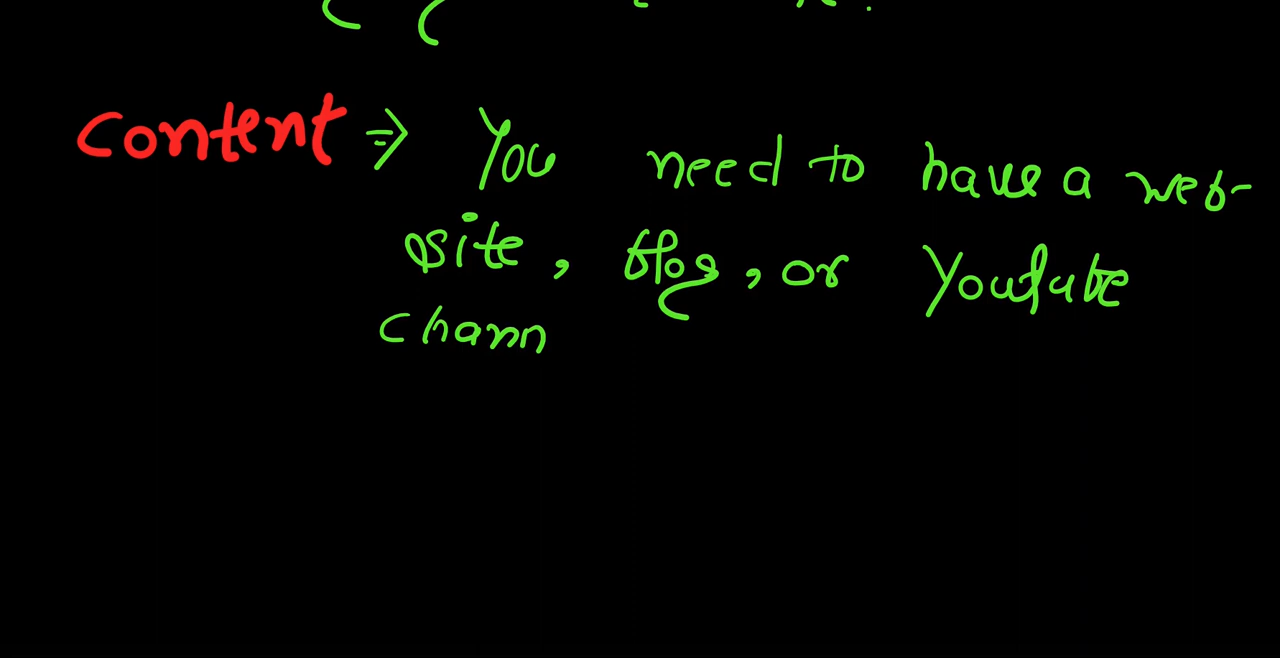 Content => You need to have a web-
site, blog, or Youtube
chann